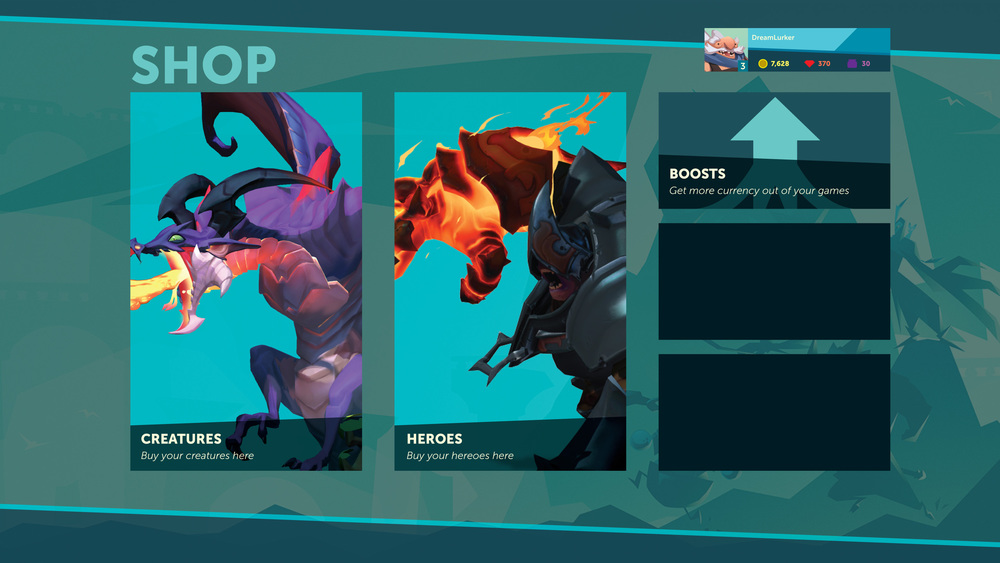 SHOP
DreamLurker
3
7,628
370
30
CREATURES
Buy your creatures here
HEROES
Buy your hereoes here
BOOSTS
Get more currency out of your games